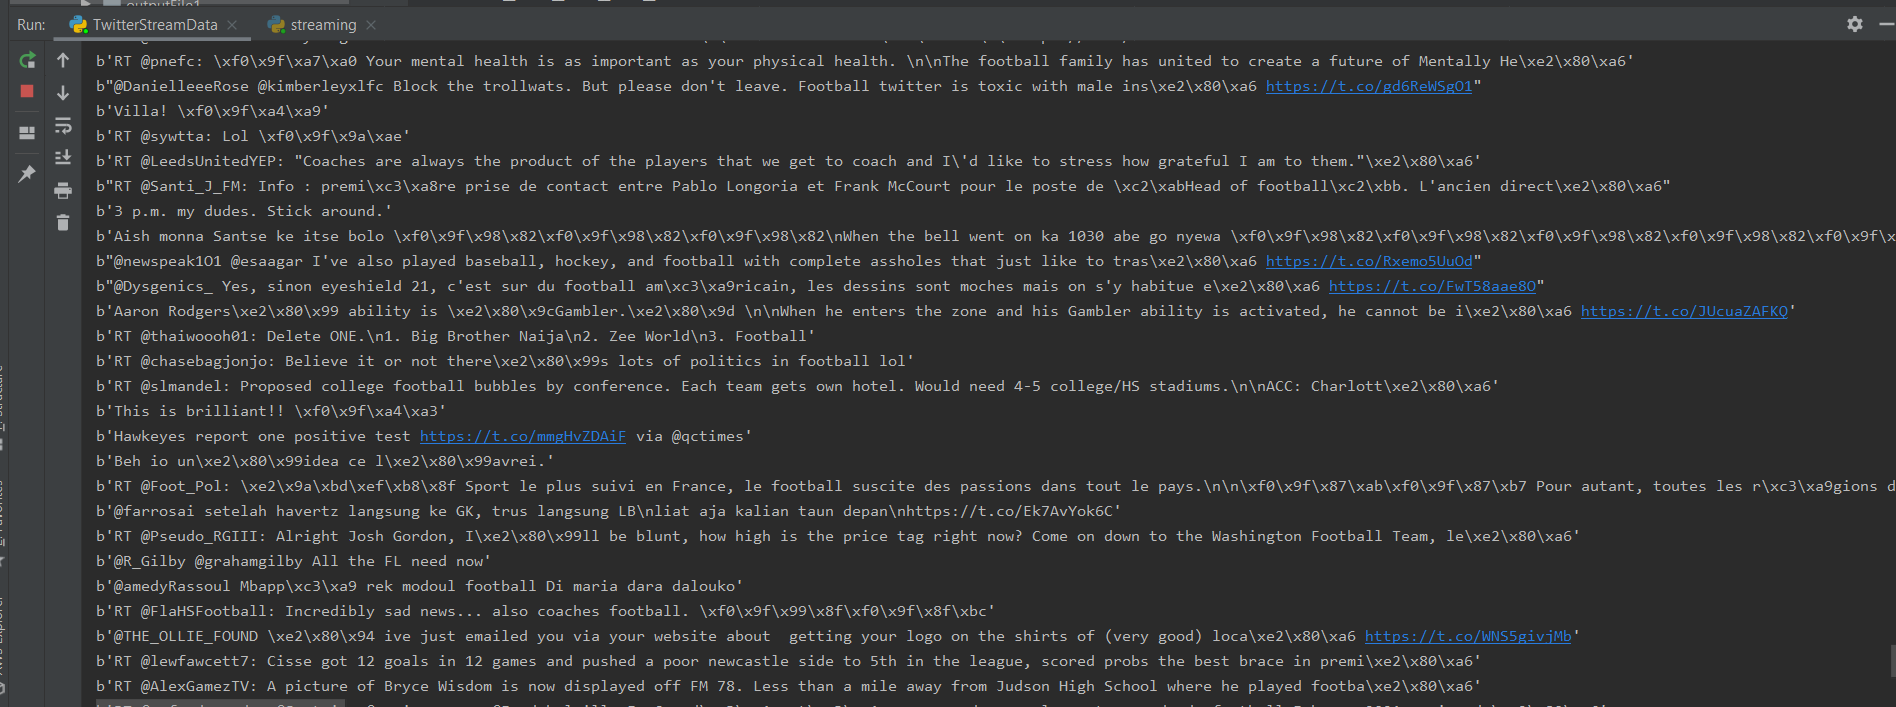 outputFile1
Run: TwitterStreamData × streaming ×
b'RT @pnefc: \xf0\x9f\xa7\xa0 Your mental health is as important as your physical health. \n\nThe football family has united to create a future of Mentally He\xe2\x80\xa6'
b"@DanielleeeRose @kimberleyxlfc Block the trollwats. But please don't leave. Football twitter is toxic with male ins\xe2\x80\xa6 https://t.co/gd6ReWSgO1"
b'Villa! \xf0\x9f\xa4\xa9'
b'RT @sywtta: Lol \xf0\x9f\x9a\xae'
b'RT @LeedsUnitedYEP: "Coaches are always the product of the players that we get to coach and I\'d like to stress how grateful I am to them."\xe2\x80\xa6'
b"RT @Santi_J_FM: Info : premi\xc3\xa8re prise de contact entre Pablo Longoria et Frank McCourt pour le poste de \xc2\xabHead of football\xc2\xbb. L'ancien direct\xe2\x80\xa6"
b'3 p.m. my dudes. Stick around.'
b'Aish monna Santse ke itse bolo \xf0\x9f\x98\x82\xf0\x9f\x98\x82\xf0\x9f\x98\x82\nWhen the bell went on ka 1030 abe go nyewa \xf0\x9f\x98\x82\xf0\x9f\x98\x82\xf0\x9f\x98\x82\xf0\x9f\x98\x82\xf0\x9f\x
b"@newspeak1O1 @esaagar I've also played baseball, hockey, and football with complete assholes that just like to tras\xe2\x80\xa6 https://t.co/Rxemo5UuOd"
b"@Dysgenics_ Yes, sinon eyeshield 21, c'est sur du football am\xc3\xa9ricain, les dessins sont moches mais on s'y habitue e\xe2\x80\xa6 https://t.co/FwT58aae8O"
b'Aaron Rodgers\xe2\x80\x99 ability is \xe2\x80\x9cGambler.\xe2\x80\x9d \n\nWhen he enters the zone and his Gambler ability is activated, he cannot be i\xe2\x80\xa6 https://t.co/JUcuaZAFKQ'
b'RT @thaiwoooh01: Delete ONE.\n1. Big Brother Naija\n2. Zee World\n3. Football'
b'RT @chasebagjonjo: Believe it or not there\xe2\x80\x99s lots of politics in football lol'
b'RT @slmandel: Proposed college football bubbles by conference. Each team gets own hotel. Would need 4-5 college/HS stadiums.\n\nACC: Charlott\xe2\x80\xa6'
b'This is brilliant!! \xf0\x9f\xa4\xa3'
b'Hawkeyes report one positive test https://t.co/mmgHvZDAiF via @qctimes'
b'Beh io un\xe2\x80\x99idea ce l\xe2\x80\x99avrei.'
b'RT @Foot_Pol: \xe2\x9a\xbd\xef\xb8\x8f Sport le plus suivi en France, le football suscite des passions dans tout le pays.\n\n\xf0\x9f\x87\xab\xf0\x9f\x87\xb7 Pour autant, toutes les r\xc3\xa9gions d
b'@farrosai setelah havertz langsung ke GK, trus langsung LB\nliat aja kalian taun depan\nhttps://t.co/Ek7AvYok6C'
b'RT @Pseudo_RGIII: Alright Josh Gordon, I\xe2\x80\x99ll be blunt, how high is the price tag right now? Come on down to the Washington Football Team, le\xe2\x80\xa6'
b'@R_Gilby @grahamgilby All the FL need now'
b'@amedyRassoul Mbapp\xc3\xa9 rek modoul football Di maria dara dalouko'
b'RT @FlaHSFootball: Incredibly sad news... also coaches football. \xf0\x9f\x99\x8f\xf0\x9f\x8f\xbc'
b'@THE_OLLIE_FOUND \xe2\x80\x94 ive just emailed you via your website about  getting your logo on the shirts of (very good) loca\xe2\x80\xa6 https://t.co/WNS5givjMb'
b'RT @lewfawcett7: Cisse got 12 goals in 12 games and pushed a poor newcastle side to 5th in the league, scored probs the best brace in premi\xe2\x80\xa6'
b'RT @AlexGamezTV: A picture of Bryce Wisdom is now displayed off FM 78. Less than a mile away from Judson High School where he played footba\xe2\x80\xa6'